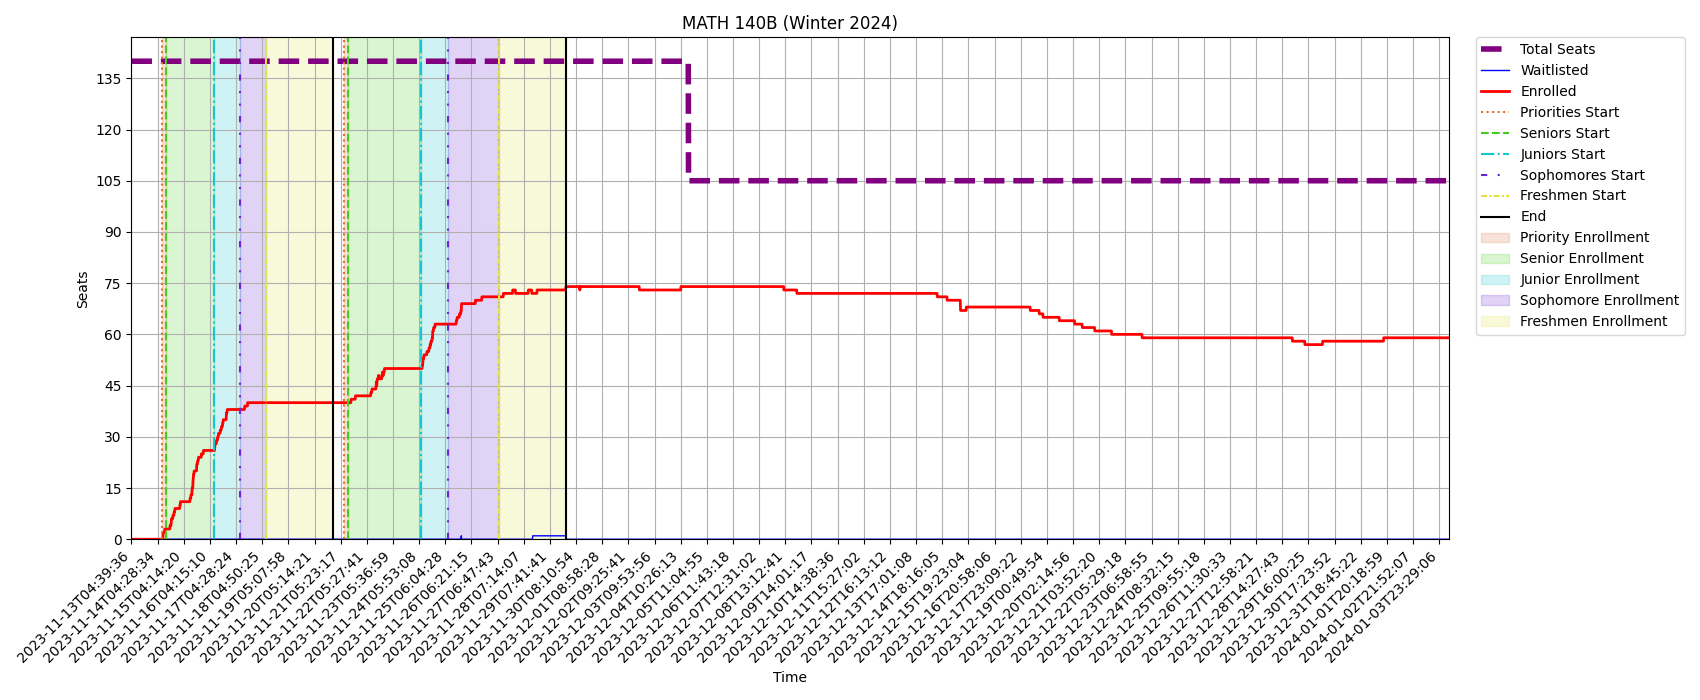 MATH 140B (Winter 2024)
Seats
135
120
105
90
75
60
45
30
15
0
2023-11-13T04:39:36
2023-11-14T04:28:34
2023-11-15T04:14:20
2023-11-16T04:15:10
2023-11-17T04:28:24
2023-11-18T04:50:25
2023-11-19T05:07:58
2023-11-20T05:14:21
2023-11-21T05:23:17
2023-11-22T05:27:41
2023-11-23T05:36:59
2023-11-24T05:53:08
2023-11-25T06:04:28
2023-11-26T06:21:15
2023-11-27T06:47:43
2023-11-28T07:14:07
2023-11-29T07:41:41
2023-11-30T08:10:54
2023-12-01T08:58:28
2023-12-02T09:25:41
2023-12-03T09:53:56
2023-12-04T10:26:13
2023-12-05T11:04:55
2023-12-06T11:43:18
2023-12-07T12:31:02
2023-12-08T13:12:41
2023-12-09T14:01:17
2023-12-10T14:38:36
2023-12-11T15:27:02
2023-12-12T16:13:12
2023-12-13T17:01:08
2023-12-14T18:16:05
2023-12-15T19:23:04
2023-12-16T20:58:06
2023-12-17T23:09:22
2023-12-19T00:49:54
2023-12-20T02:14:56
2023-12-21T03:52:20
2023-12-22T05:29:18
2023-12-23T06:58:55
2023-12-24T08:32:15
2023-12-25T09:55:18
2023-12-26T11:30:33
2023-12-27T12:58:21
2023-12-28T14:27:43
2023-12-29T16:00:25
2023-12-30T17:23:52
2023-12-31T18:45:22
2024-01-01T20:18:59
2024-01-02T21:52:07
2024-01-03T23:29:06
Time
Total Seats
Waitlisted
Enrolled
Priorities Start
Seniors Start
Juniors Start
Sophomores Start
Freshmen Start
End
Priority Enrollment
Senior Enrollment
Junior Enrollment
Sophomore Enrollment
Freshmen Enrollment